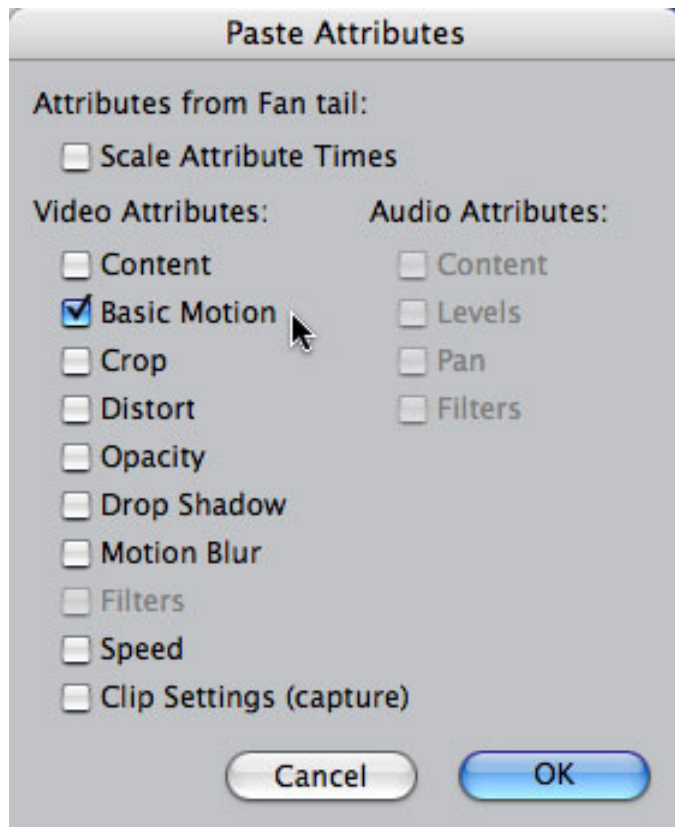 Paste Attributes
Attributes from Fan tail:
Scale Attribute Times
Video Attributes:
Content
Basic Motion
Crop
Distort
Opacity
Drop Shadow
Motion Blur
Filters
Speed
Clip Settings (capture)
Audio Attributes:
Content
Levels
Pan
Filters
Cancel
OK